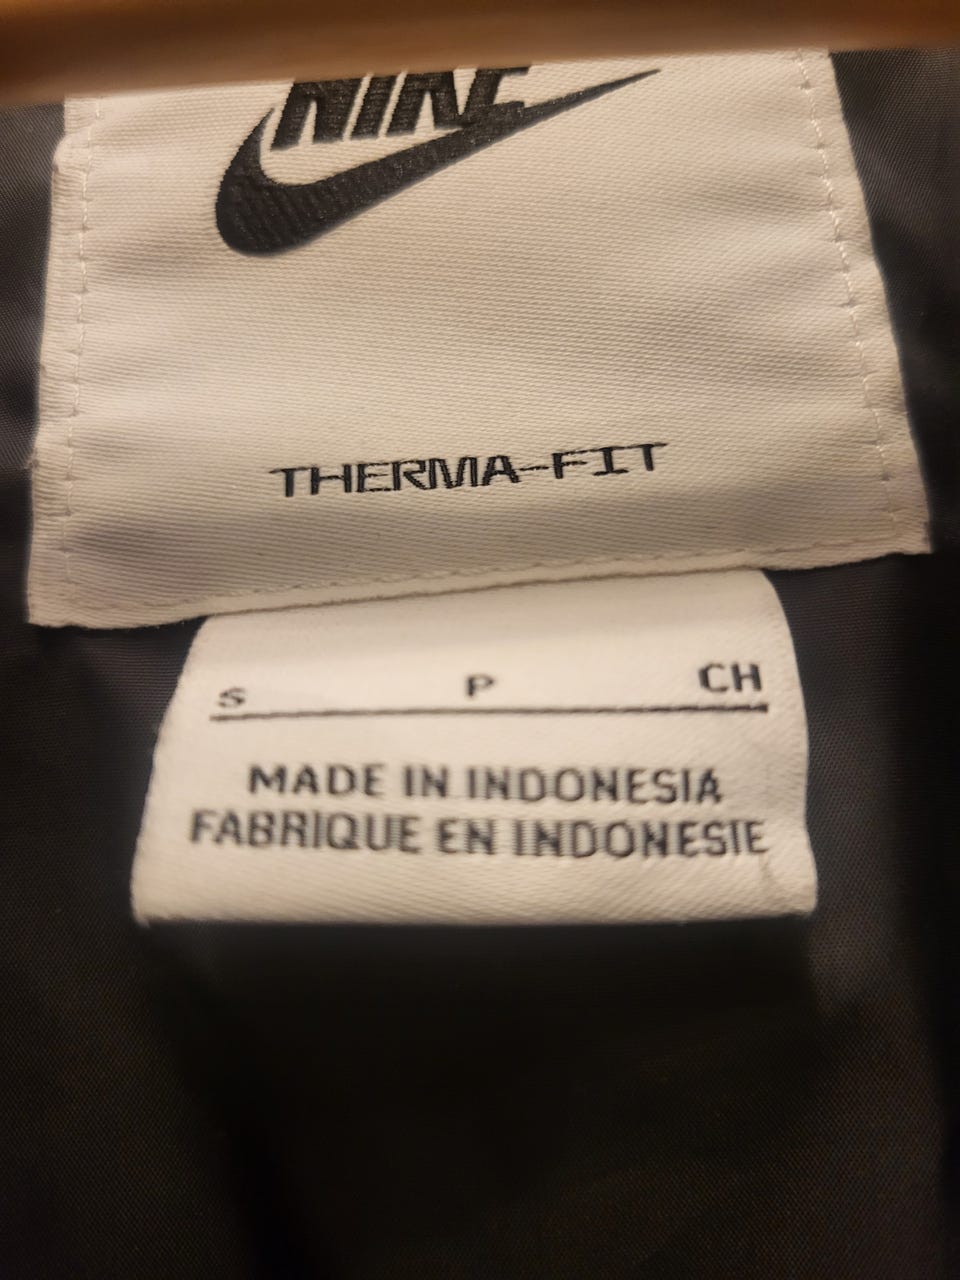 NIKE
THERMA-FIT
S P CH
MADE IN INDONESIA
FABRIQUE EN INDONESIE